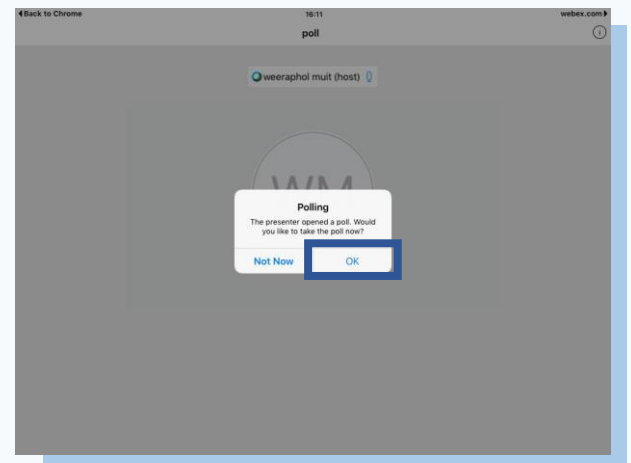 Back to Chrome
16:11
webex.com
poll
weeraphol muit (host)
WM
Polling
The presenter opened a poll. Would
you like to take the poll now?
Not Now
OK